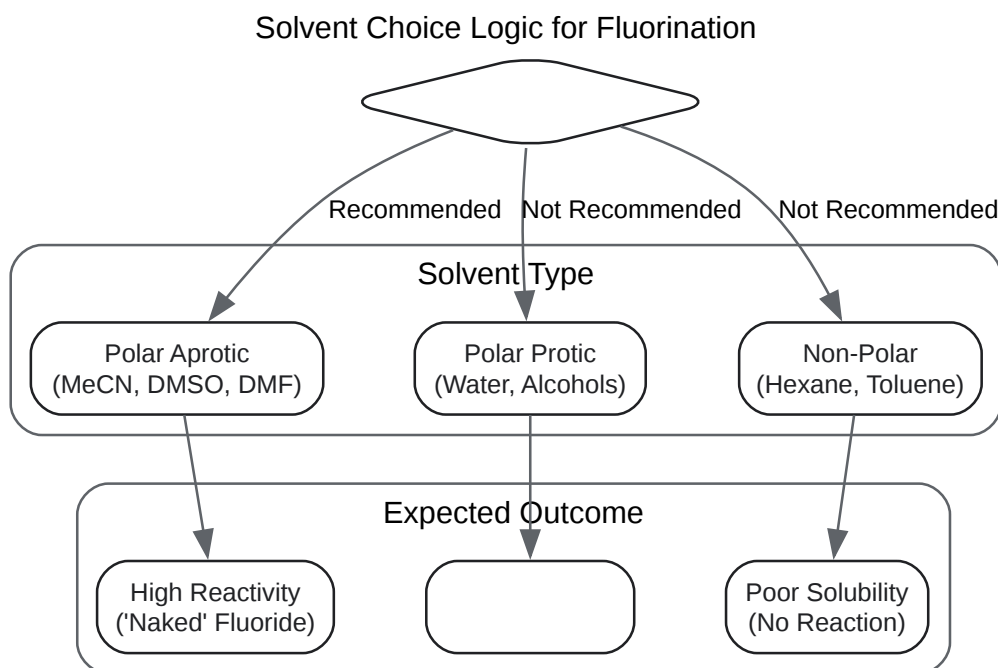 Solvent Choice Logic for Fluorination
Recommended
Not Recommended
Not Recommended
Solvent Type
Polar Aprotic
(MeCN, DMSO, DMF)
Polar Protic
(Water, Alcohols)
Non-Polar
(Hexane, Toluene)
Expected Outcome
High Reactivity
('Naked' Fluoride)
Poor Solubility
(No Reaction)